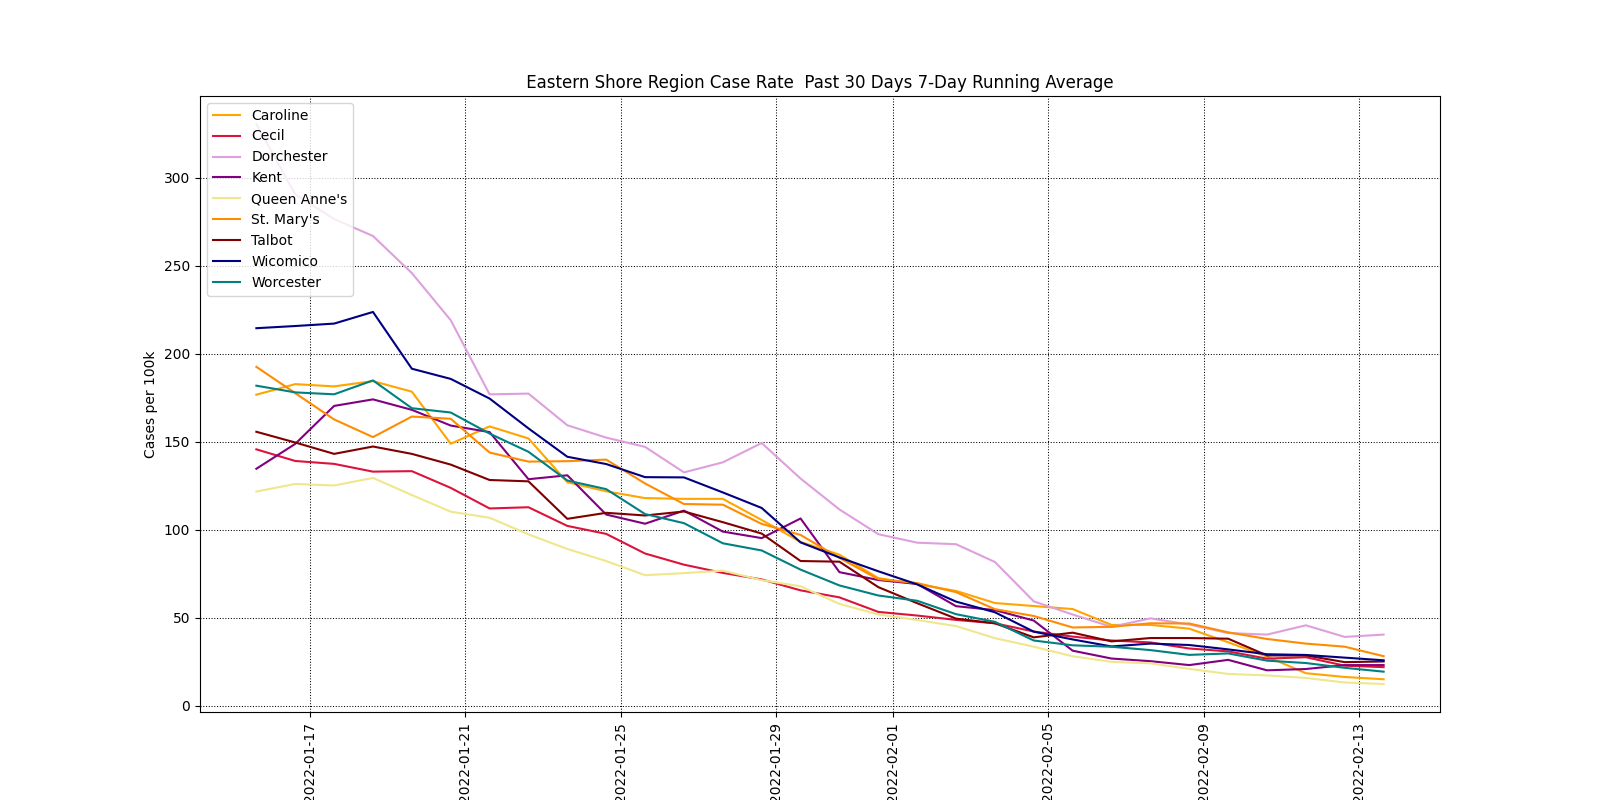 Eastern Shore Region Case Rate  Past 30 Days 7-Day Running Average
Caroline
Cecil
Dorchester
Kent
Queen Anne's
St. Mary's
Talbot
Wicomico
Worcester
Cases per 100k
300
250
200
150
100
50
0
2022-01-17
2022-01-21
2022-01-25
2022-01-29
2022-02-01
2022-02-05
2022-02-09
2022-02-13